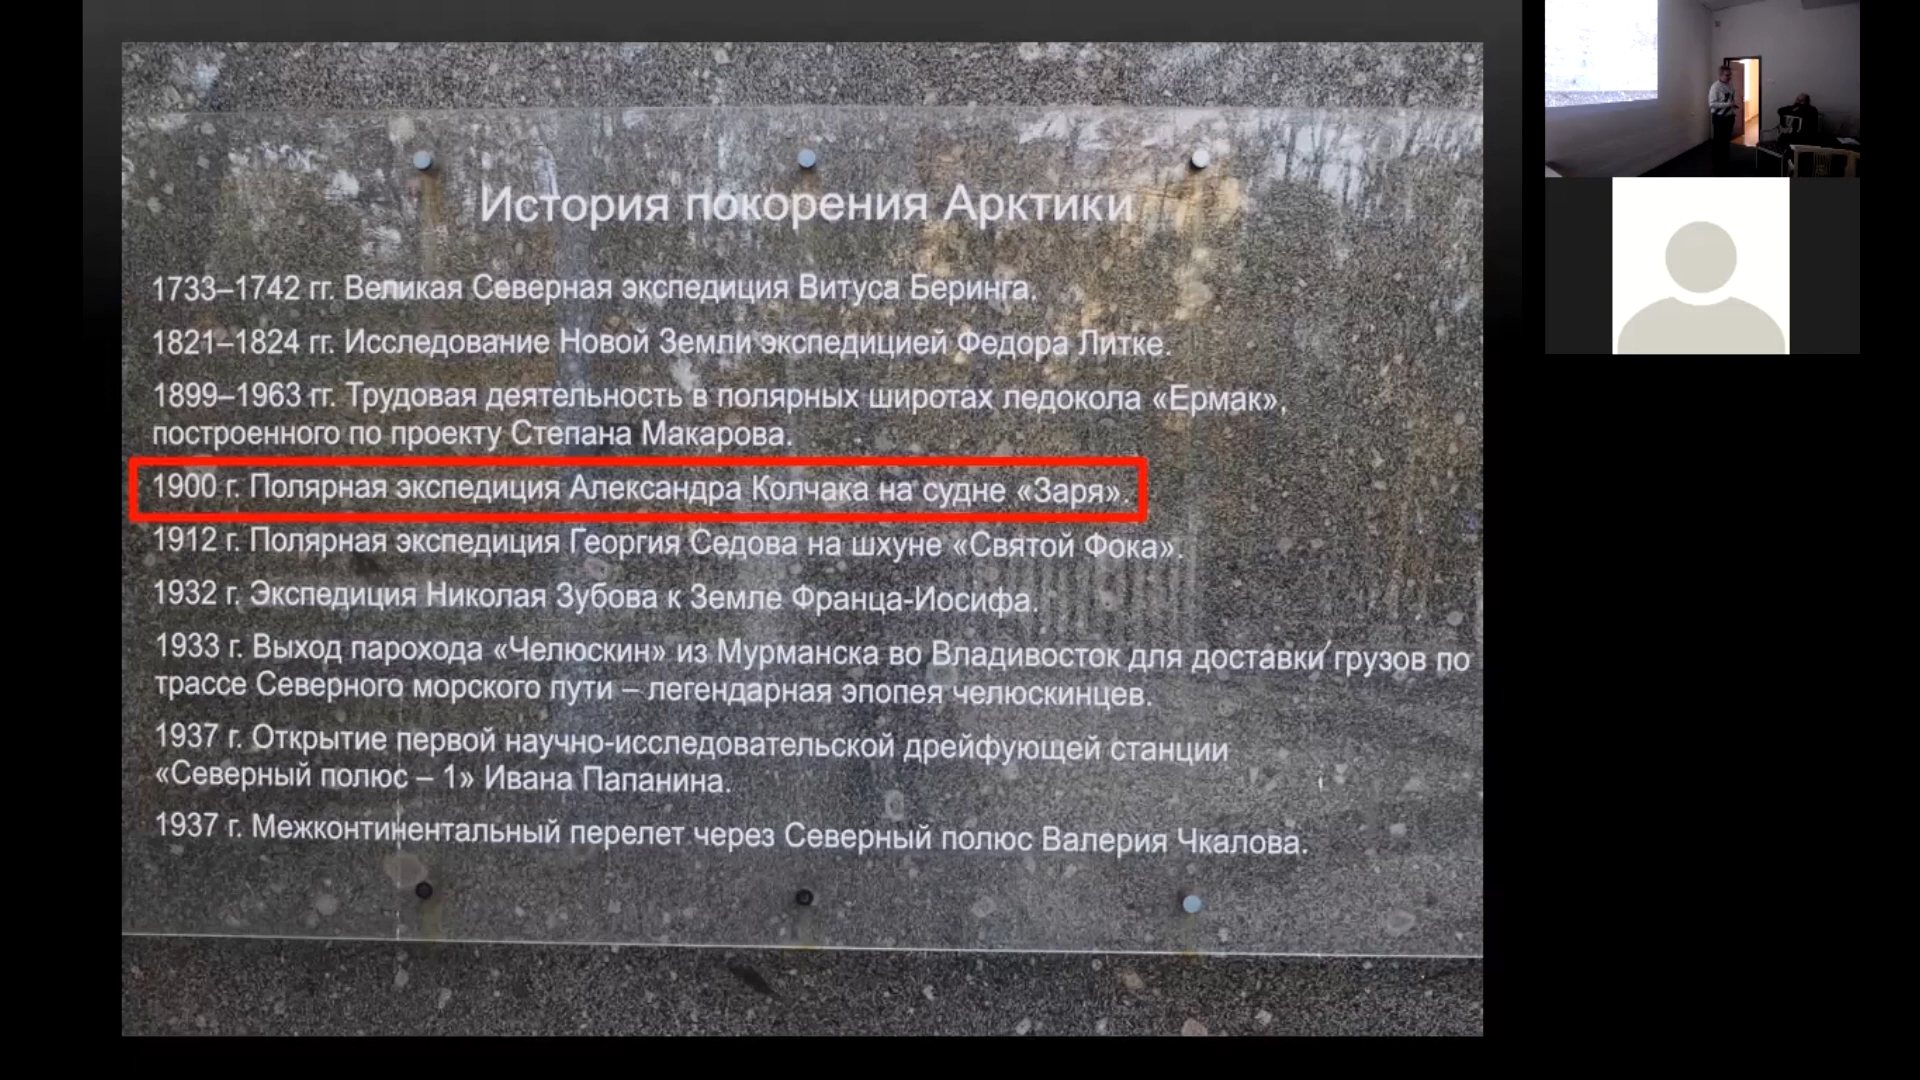 История покорения Арктики
1733–1742 гг. Великая Северная экспедиция Витуса Беринга.
1821–1824 гг. Исследование Новой Земли экспедицией Федора Литке.
1899–1963 гг. Трудовая деятельность в полярных широтах ледокола «Ермак»,
построенного по проекту Степана Макарова.
1900 г. Полярная экспедиция Александра Колчака на судне «Заря».
1912 г. Полярная экспедиция Георгия Седова на шхуне «Святой Фока».
1932 г. Экспедиция Николая Зубова к Земле Франца-Иосифа.
1933 г. Выход парохода «Челюскин» из Мурманска во Владивосток для доставки грузов по
трассе Северного морского пути – легендарная эпопея челюскинцев.
1937 г. Открытие первой научно-исследовательской дрейфующей станции
«Северный полюс – 1» Ивана Папанина.
1937 г. Межконтинентальный перелет через Северный полюс Валерия Чкалова.